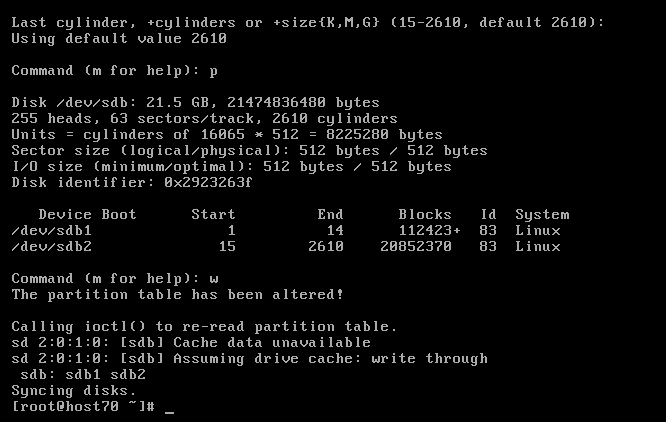 Last cylinder, +cylinders or +size{K,M,G} (15-2610, default 2610):
Using default value 2610
Command (m for help): p
Disk /dev/sdb: 21.5 GB, 21474836480 bytes
255 heads, 63 sectors/track, 2610 cylinders
Units = cylinders of 16065 * 512 = 8225280 bytes
Sector size (logical/physical): 512 bytes / 512 bytes
I/O size (minimum/optimal): 512 bytes / 512 bytes
Disk identifier: 0x2923263f
Device Boot Start End Blocks Id System
/dev/sdb1 1 14 112423+ 83 Linux
/dev/sdb2 15 2610 20852370 83 Linux
Command (m for help): w
The partition table has been altered!
Calling ioctl() to re-read partition table.
sd 2:0:1:0: [sdb] Cache data unavailable
sd 2:0:1:0: [sdb] Assuming drive cache: write through
sdb: sdb1 sdb2
Syncing disks.
[root@host70 ~]# _